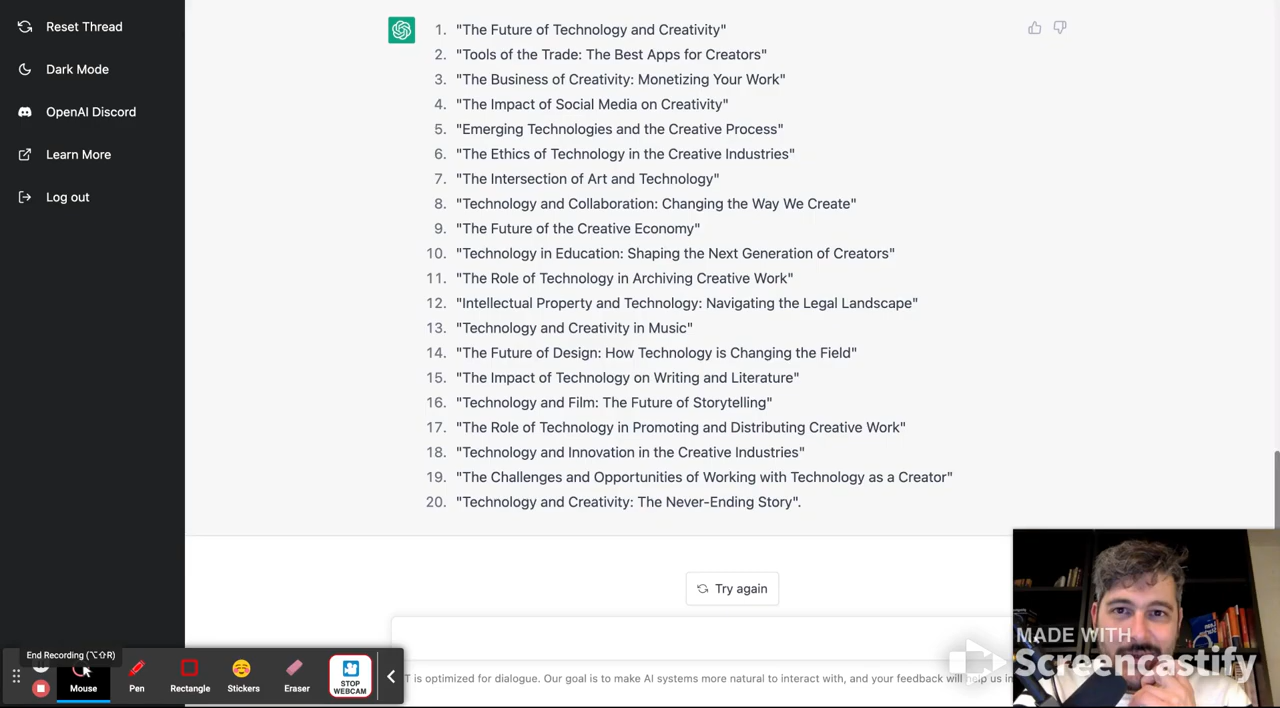 Reset Thread
Dark Mode
OpenAI Discord
Learn More
Log out
1. "The Future of Technology and Creativity"
2. "Tools of the Trade: The Best Apps for Creators"
3. "The Business of Creativity: Monetizing Your Work"
4. "The Impact of Social Media on Creativity"
5. "Emerging Technologies and the Creative Process"
6. "The Ethics of Technology in the Creative Industries"
7. "The Intersection of Art and Technology"
8. "Technology and Collaboration: Changing the Way We Create"
9. "The Future of the Creative Economy"
10. "Technology in Education: Shaping the Next Generation of Creators"
11. "The Role of Technology in Archiving Creative Work"
12. "Intellectual Property and Technology: Navigating the Legal Landscape"
13. "Technology and Creativity in Music"
14. "The Future of Design: How Technology is Changing the Field"
15. "The Impact of Technology on Writing and Literature"
16. "Technology and Film: The Future of Storytelling"
17. "The Role of Technology in Promoting and Distributing Creative Work"
18. "Technology and Innovation in the Creative Industries"
19. "The Challenges and Opportunities of Working with Technology as a Creator"
20. "Technology and Creativity: The Never-Ending Story".
Try again
T is optimized for dialogue. Our goal is to make AI systems more natural to interact with, and your feedback will help us im
End Recording (⌥⇧R)
Mouse
Pen
Rectangle
Stickers
Eraser
STOP
WEBCAM
MADE WITH
Screencastify